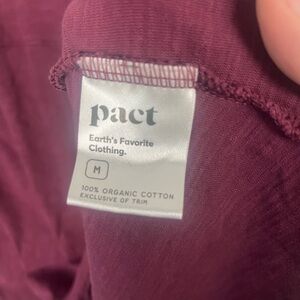 pact
Earth's Favorite
Clothing.
M
100% ORGANIC COTTON
EXCLUSIVE OF TRIM